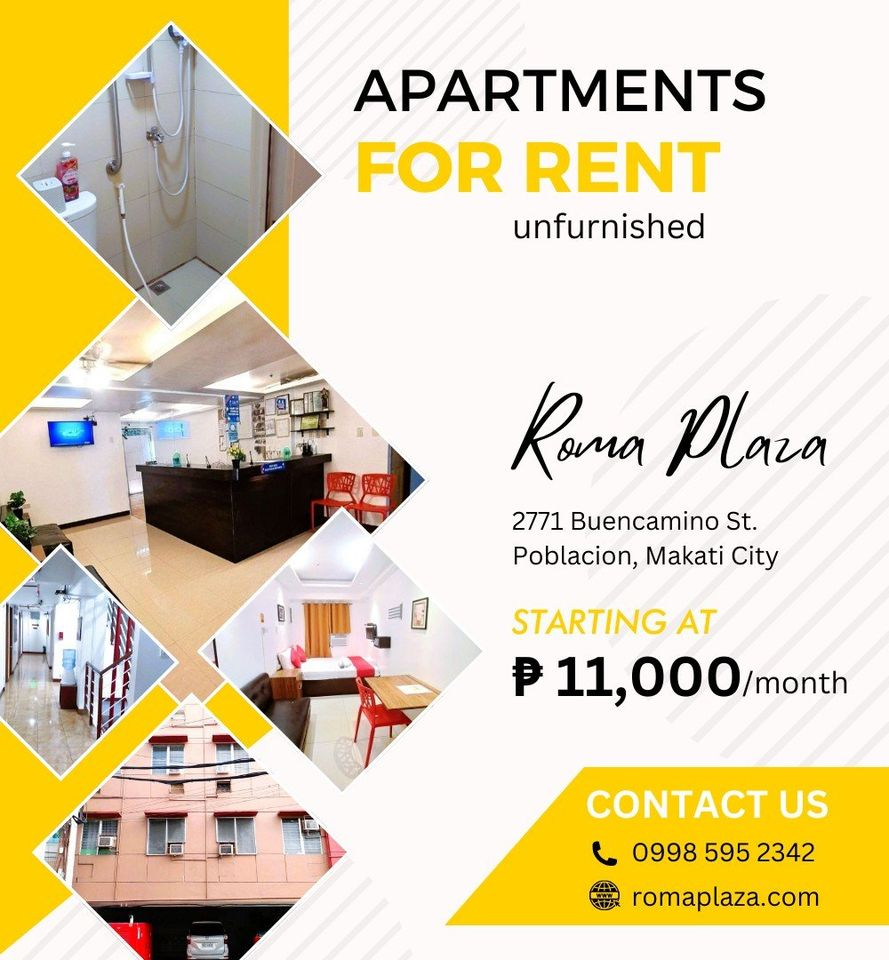 APARTMENTS
FOR RENT
unfurnished
Roma Plaza
2771 Buencamino St.
Poblacion, Makati City
STARTING AT
₱ 11,000/month
CONTACT US
0998 595 2342
romaplaza.com